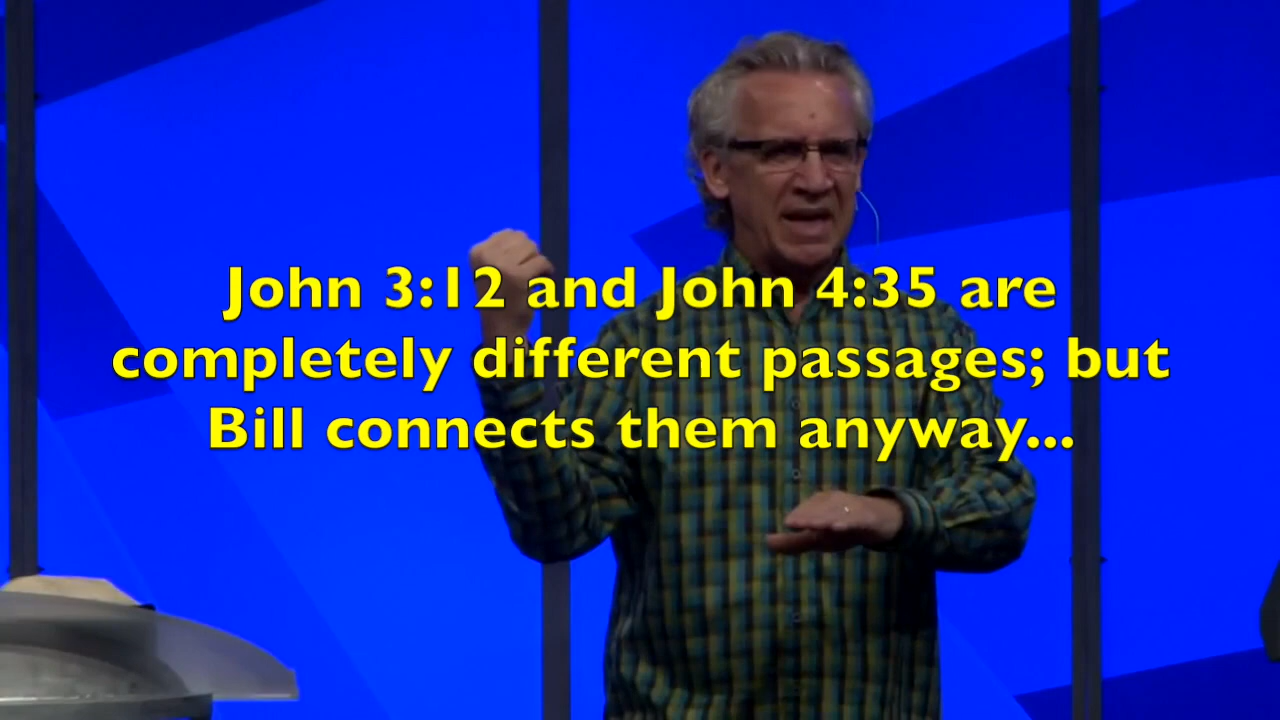 John 3:12 and John 4:35 are
completely different passages; but
Bill connects them anyway...